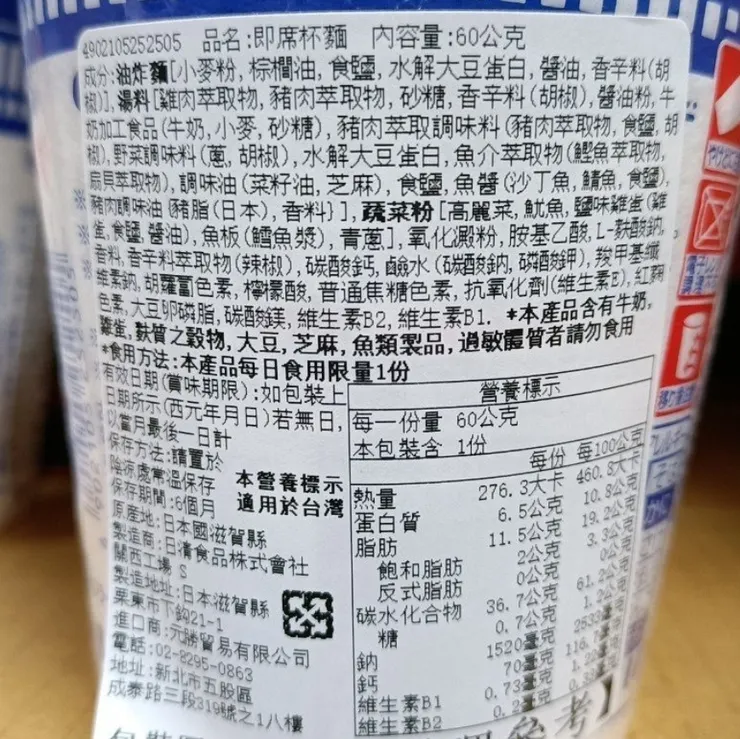 4902105252505 品名:即席杯麵 內容量:60公克
成分:油炸麵[小麥粉, 棕櫚油, 食鹽, 水解大豆蛋白, 醬油, 香辛料(胡
椒)], 湯料[雞肉萃取物, 豬肉萃取物, 砂糖, 香辛料(胡椒), 醬油粉, 牛
奶加工食品(牛奶, 小麥, 砂糖), 豬肉萃取調味料(豬肉萃取物, 食鹽, 胡
椒), 野菜調味料(蔥, 胡椒), 水解大豆蛋白, 魚介萃取物(鰹魚萃取物,
扇貝萃取物), 調味油(菜籽油, 芝麻), 食鹽, 魚醬(沙丁魚, 鯖魚, 食鹽),
豬肉調味油{豬脂(日本), 香料}], 蔬菜粉[高麗菜, 魷魚, 鹽味雞蛋(雞
蛋, 食鹽, 醬油), 魚板(鱈魚漿), 青蔥], 氧化澱粉, 胺基乙酸, L-麩酸鈉,
香料, 香辛料萃取物(辣椒), 碳酸鈣, 鹼水(碳酸鈉, 磷酸鉀), 羧甲基纖
維素鈉, 胡蘿蔔色素, 檸檬酸, 普通焦糖色素, 抗氧化劑(維生素E), 紅麴
色素, 大豆卵磷脂, 碳酸鎂, 維生素B2, 維生素B1. *本產品含有牛奶,
雞蛋, 麩質之穀物, 大豆, 芝麻, 魚類製品, 過敏體質者請勿食用
*食用方法:本產品每日食用限量1份
有效日期(賞味期限):如包裝上
日期所示(西元年月日)若無日,
以當月最後一日計
保存方法:請置於
陰涼處常溫保存
保存期間:6個月
本營養標示
適用於台灣
原產地:日本國滋賀縣
製造商:日清食品株式會社
關西工場 S
製造地址:日本滋賀縣
栗東市下鈎21-1
進口商:元勝貿易有限公司
電話:02-8295-0863
地址:新北市五股區
成泰路三段319號之1八樓
營養標示
每一份量 60公克
本包裝含 1份
每份 每100公克
熱量 276.3大卡 460.8大卡
蛋白質 6.5公克 10.8公克
脂肪 11.5公克 19.2公克
飽和脂肪 2公克 3.3公克
反式脂肪 0公克 0公克
碳水化合物 36.7公克 61.2公克
糖 0.7公克 1.2公克
鈉 1520毫克 2533毫克
鈣 70毫克 116.7毫克
維生素B1 0.73毫克
維生素B2 0.2毫克